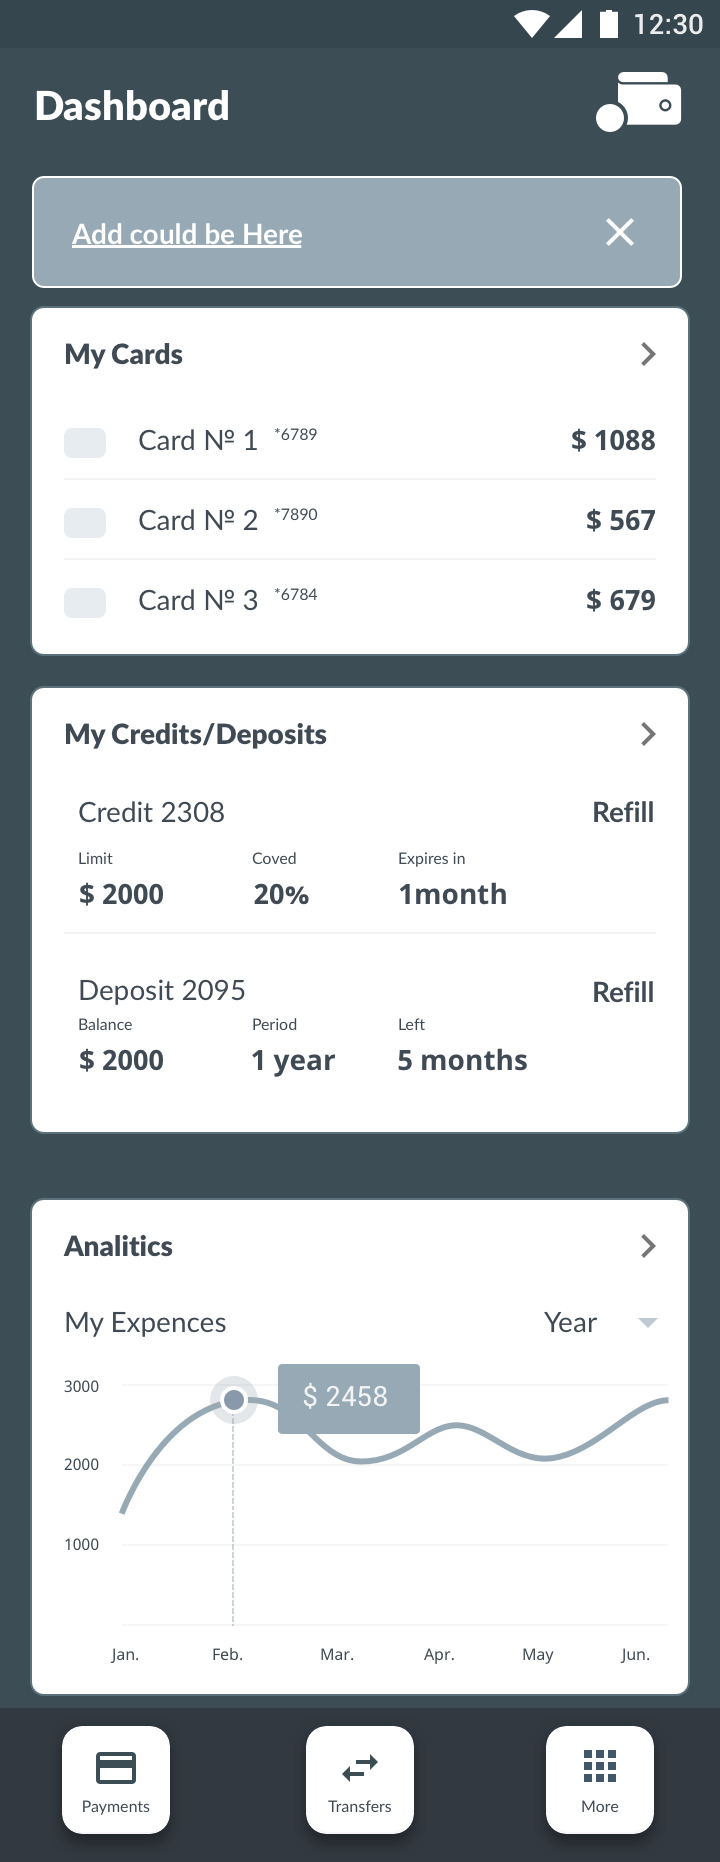 12:30
Dashboard
Add could be Here
My Cards
Card Nº 1 *6789 $ 1088
Card Nº 2 *7890 $ 567
Card Nº 3 *6784 $ 679
My Credits/Deposits
Credit 2308 Refill
Limit Coved Expires in
$ 2000 20% 1month
Deposit 2095 Refill
Balance Period Left
$ 2000 1 year 5 months
Analitics
My Expences Year
3000
$ 2458
2000
1000
Jan. Feb. Mar. Apr. May Jun.
Payments Transfers More